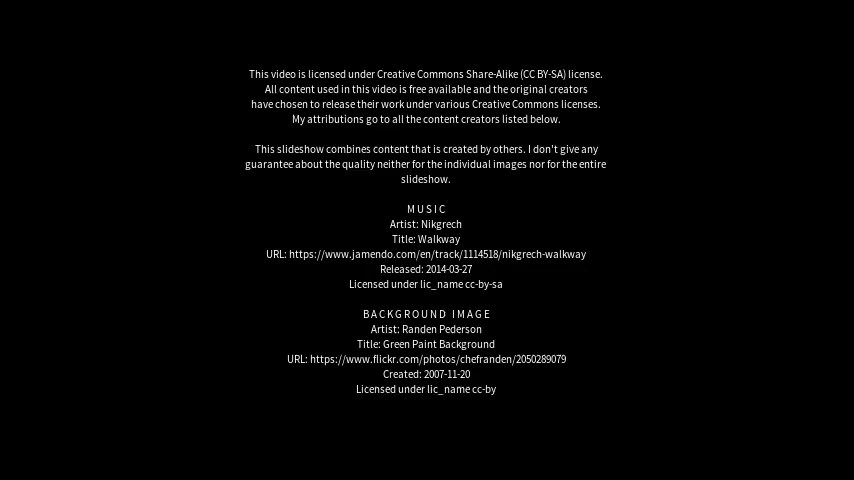 This video is licensed under Creative Commons Share-Alike (CC BY-SA) license.
All content used in this video is free available and the original creators
have chosen to release their work under various Creative Commons licenses.
My attributions go to all the content creators listed below.
This slideshow combines content that is created by others. I don't give any
guarantee about the quality neither for the individual images nor for the entire
slideshow.
MUSIC
Artist: Nikgrech
Title: Walkway
URL: https://www.jamendo.com/en/track/1114518/nikgrech-walkway
Released: 2014-03-27
Licensed under lic_name cc-by-sa
BACKGROUND IMAGE
Artist: Randen Pederson
Title: Green Paint Background
URL: https://www.flickr.com/photos/chefranden/2050289079
Created: 2007-11-20
Licensed under lic_name cc-by